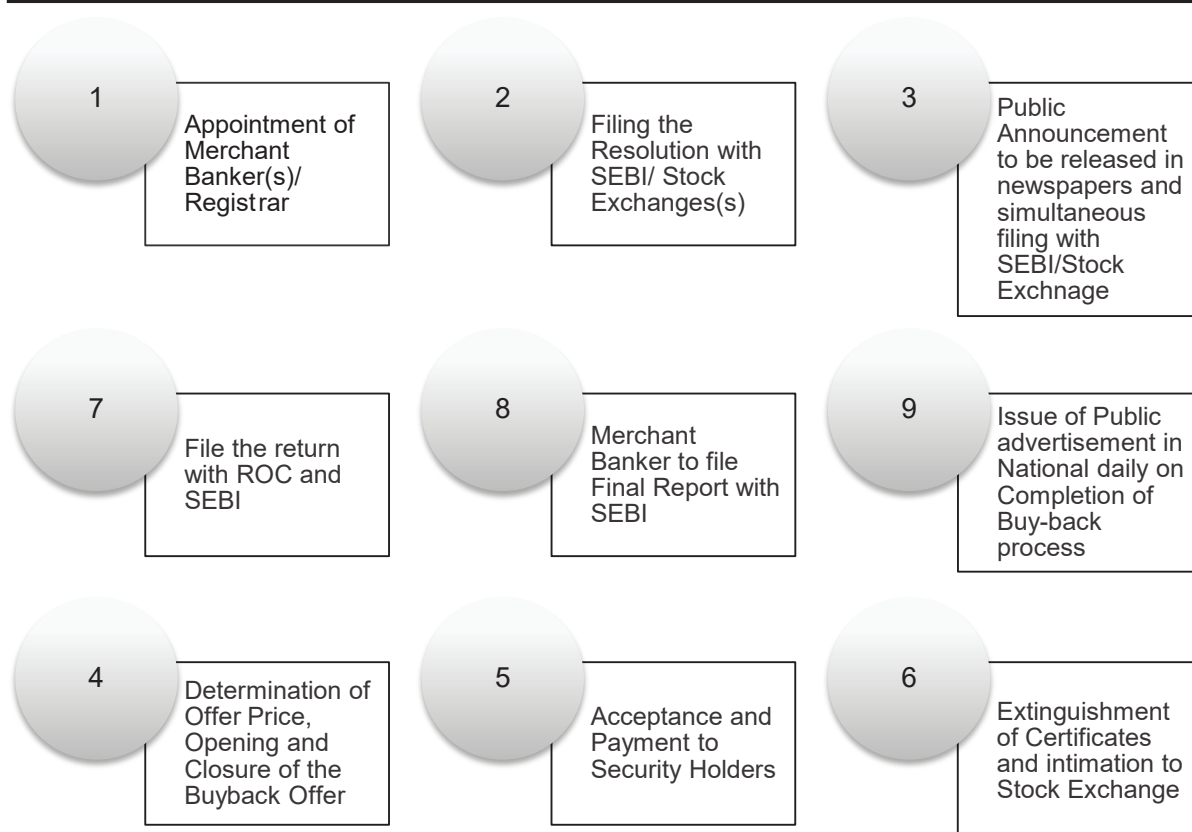 1
Appointment of
Merchant
Banker(s)/
Registrar
2
Filing the
Resolution with
SEBI/ Stock
Exchanges(s)
3
Public
Announcement
to be released in
newspapers and
simultaneous
filing with
SEBI/Stock
Exchnage
7
File the return
with ROC and
SEBI
8
Merchant
Banker to file
Final Report with
SEBI
9
Issue of Public
advertisement in
National daily on
Completion of
Buy-back
process
4
Determination of
Offer Price,
Opening and
Closure of the
Buyback Offer
5
Acceptance and
Payment to
Security Holders
6
Extinguishment
of Certificates
and intimation to
Stock Exchange